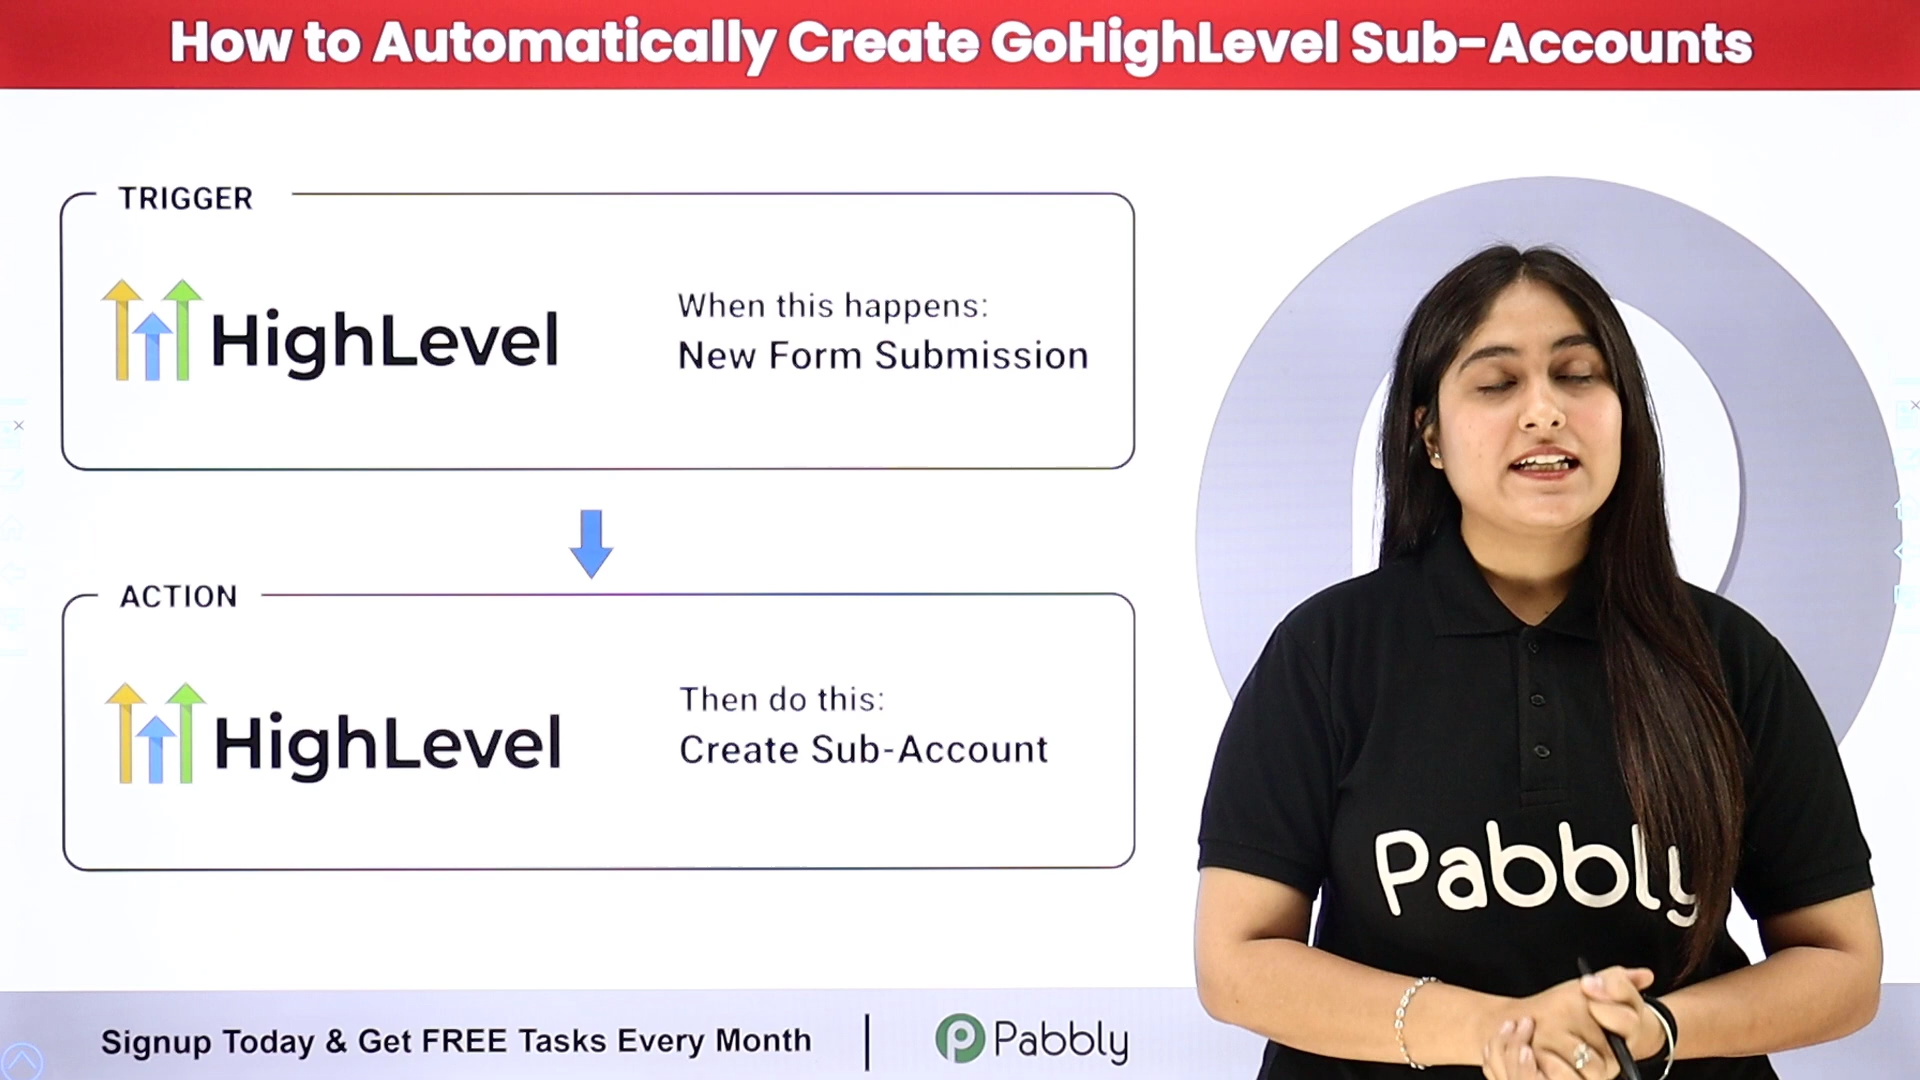 How to Automatically Create GoHighLevel Sub-Accounts
TRIGGER
HighLevel
When this happens:
New Form Submission
ACTION
HighLevel
Then do this:
Create Sub-Account
Pabbly
Signup Today & Get FREE Tasks Every Month
Pabbly